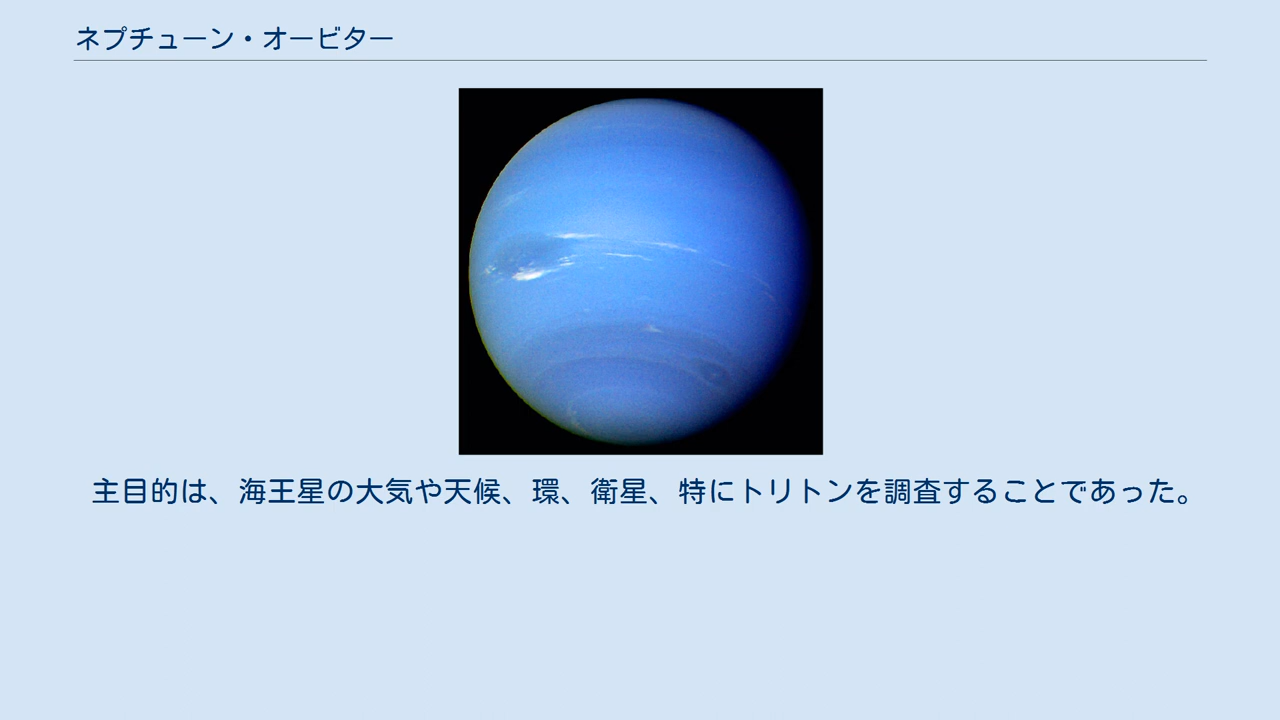 ネプチューン・オービター
主目的は、海王星の大気や天候、環、衛星、特にトリトンを調査することであった。